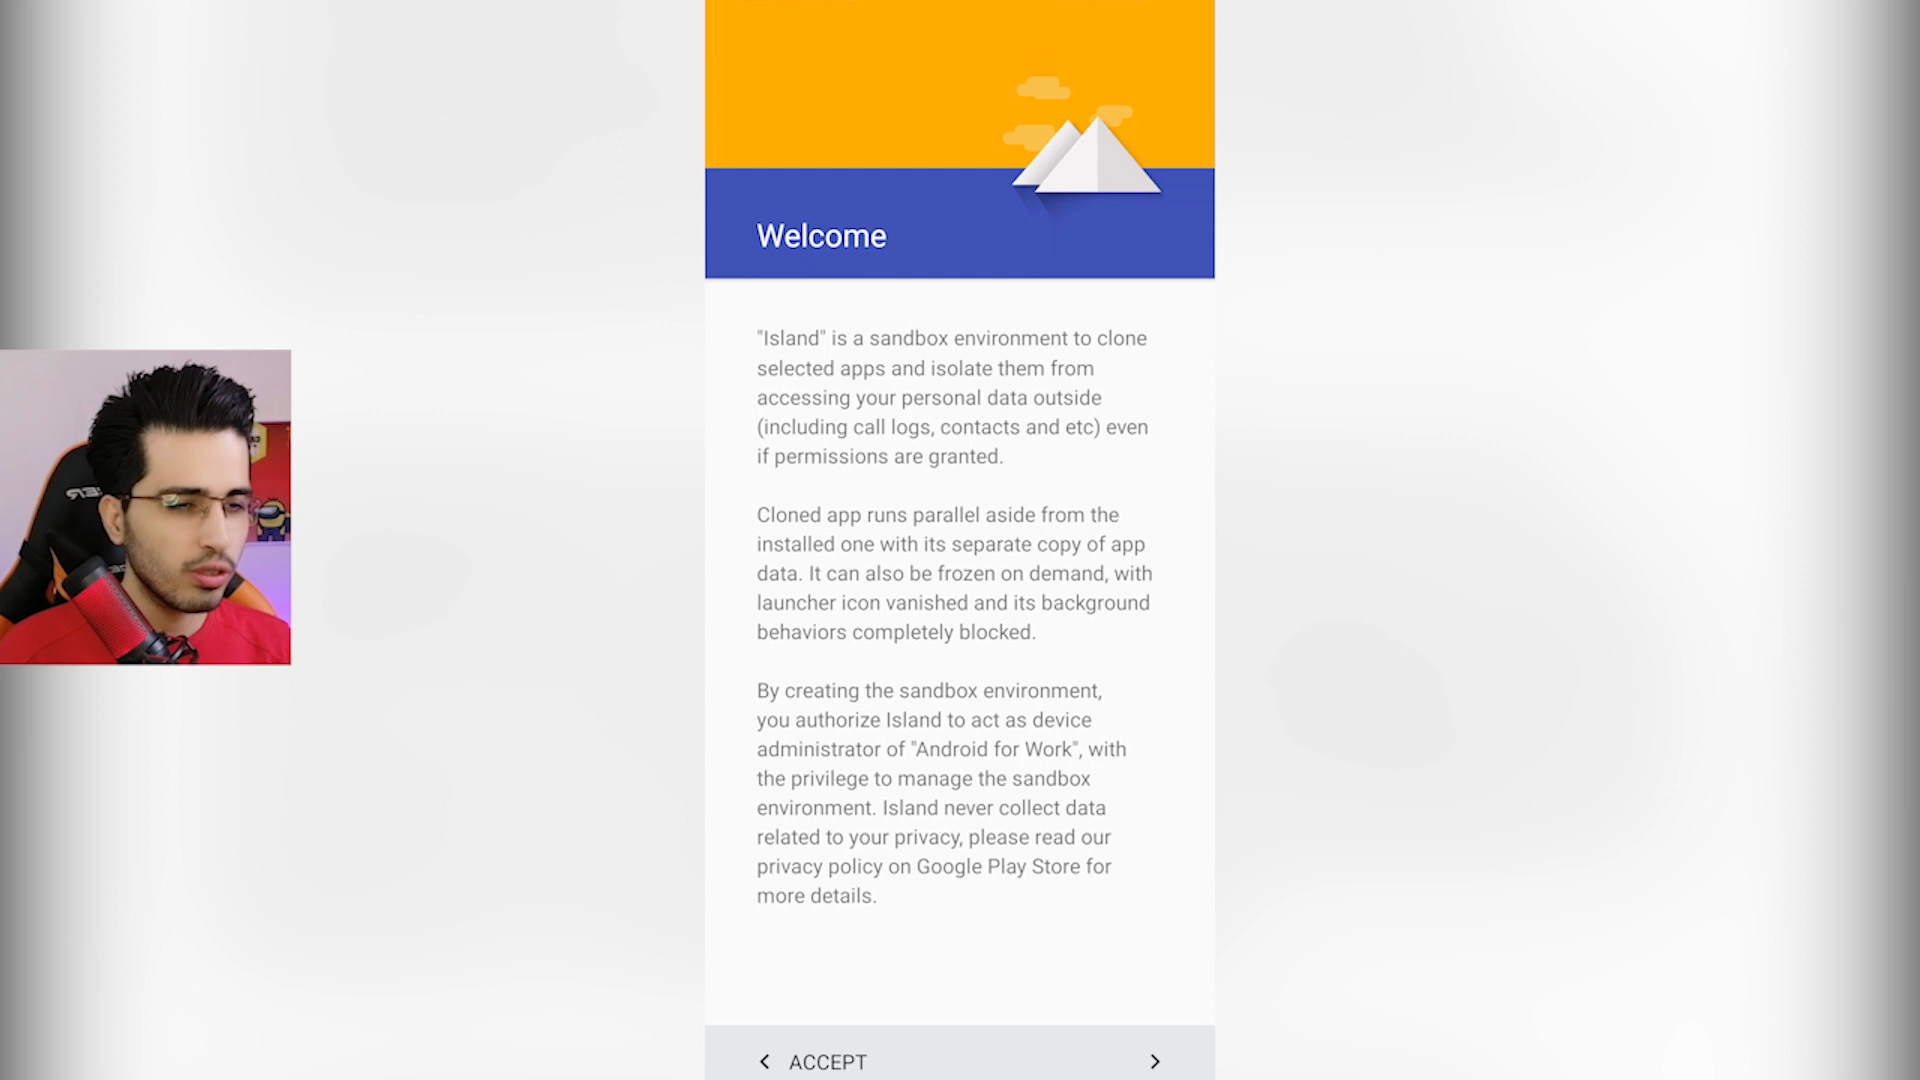 Welcome
"Island" is a sandbox environment to clone
selected apps and isolate them from
accessing your personal data outside
(including call logs, contacts and etc) even
if permissions are granted.
Cloned app runs parallel aside from the
installed one with its separate copy of app
data. It can also be frozen on demand, with
launcher icon vanished and its background
behaviors completely blocked.
By creating the sandbox environment,
you authorize Island to act as device
administrator of "Android for Work", with
the privilege to manage the sandbox
environment. Island never collect data
related to your privacy, please read our
privacy policy on Google Play Store for
more details.
ACCEPT